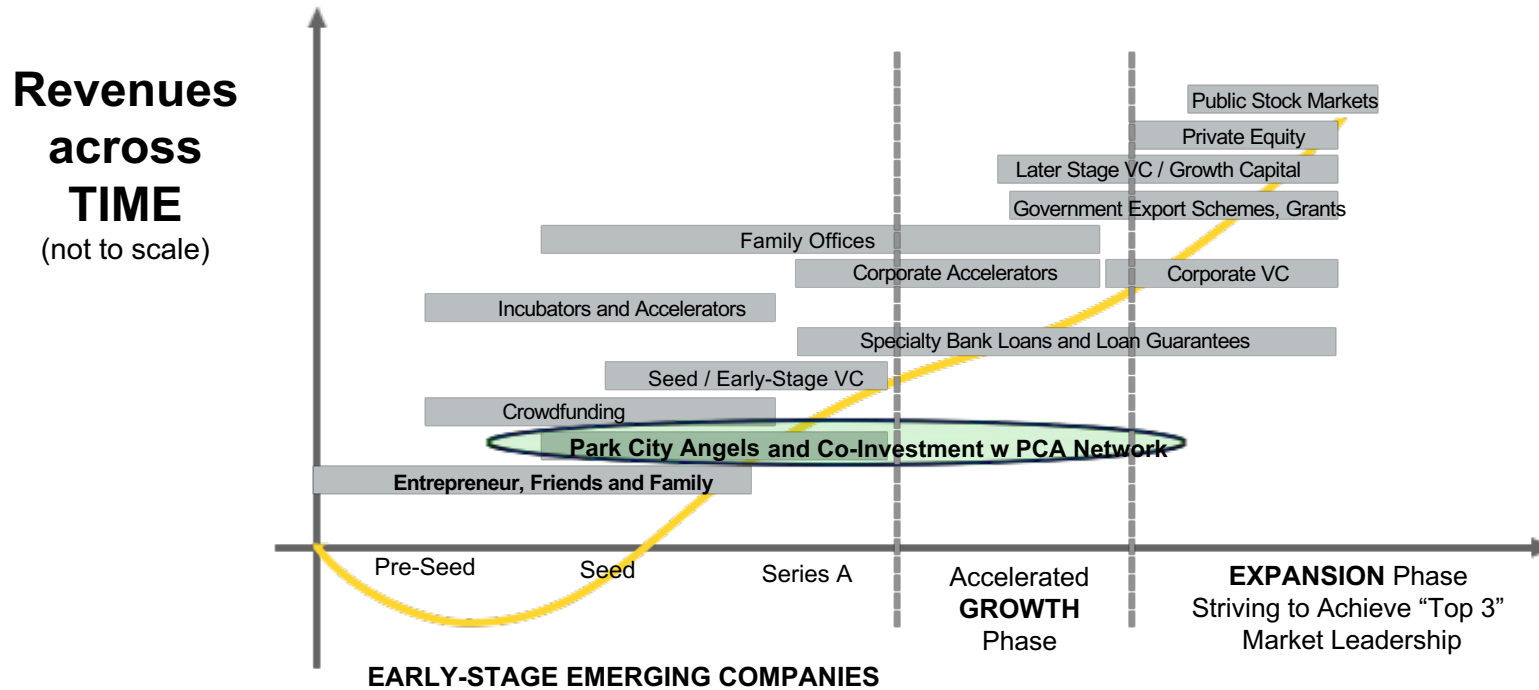 Revenues
across
TIME
(not to scale)
Public Stock Markets
Private Equity
Later Stage VC / Growth Capital
Government Export Schemes, Grants
Family Offices
Corporate Accelerators
Corporate VC
Incubators and Accelerators
Specialty Bank Loans and Loan Guarantees
Seed / Early-Stage VC
Crowdfunding
Park City Angels and Co-Investment w PCA Network
Entrepreneur, Friends and Family
Pre-Seed
Seed
Series A
Accelerated
GROWTH
Phase
EXPANSION Phase
Striving to Achieve “Top 3”
Market Leadership
EARLY-STAGE EMERGING COMPANIES